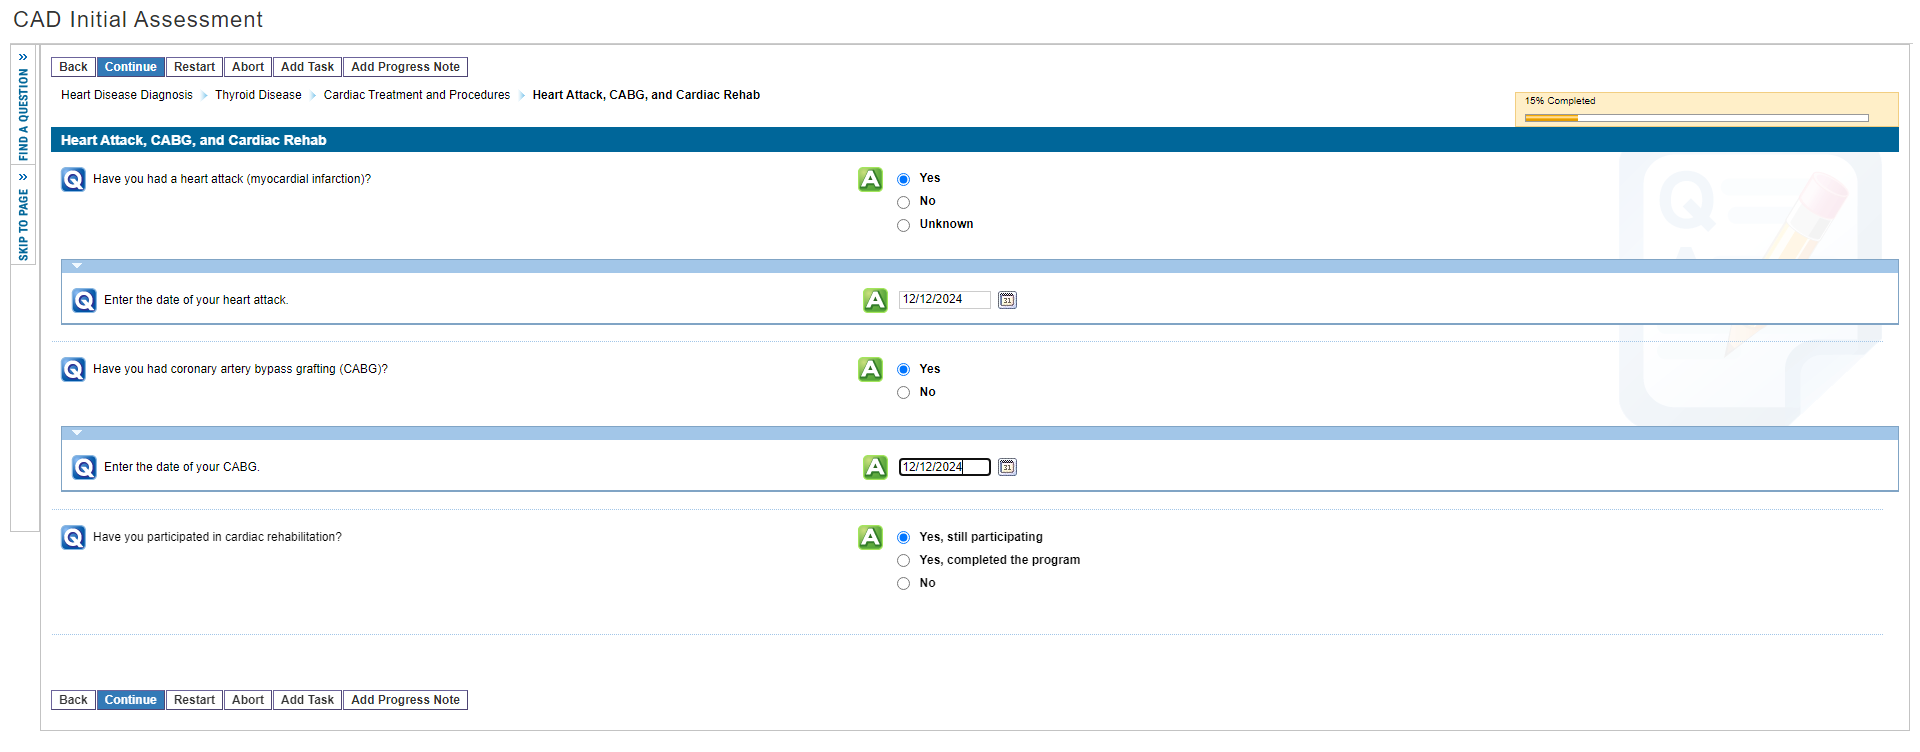 CAD Initial Assessment
» FIND A QUESTION
» SKIP TO PAGE
Back Continue Restart Abort Add Task Add Progress Note
Heart Disease Diagnosis Thyroid Disease Cardiac Treatment and Procedures Heart Attack, CABG, and Cardiac Rehab
15% Completed
Heart Attack, CABG, and Cardiac Rehab
Q Have you had a heart attack (myocardial infarction)? A Yes
No
Unknown
Q Enter the date of your heart attack. A 12/12/2024 31
Q Have you had coronary artery bypass grafting (CABG)? A Yes
No
Q Enter the date of your CABG. A 12/12/2024 31
Q Have you participated in cardiac rehabilitation? A Yes, still participating
Yes, completed the program
No
Back Continue Restart Abort Add Task Add Progress Note